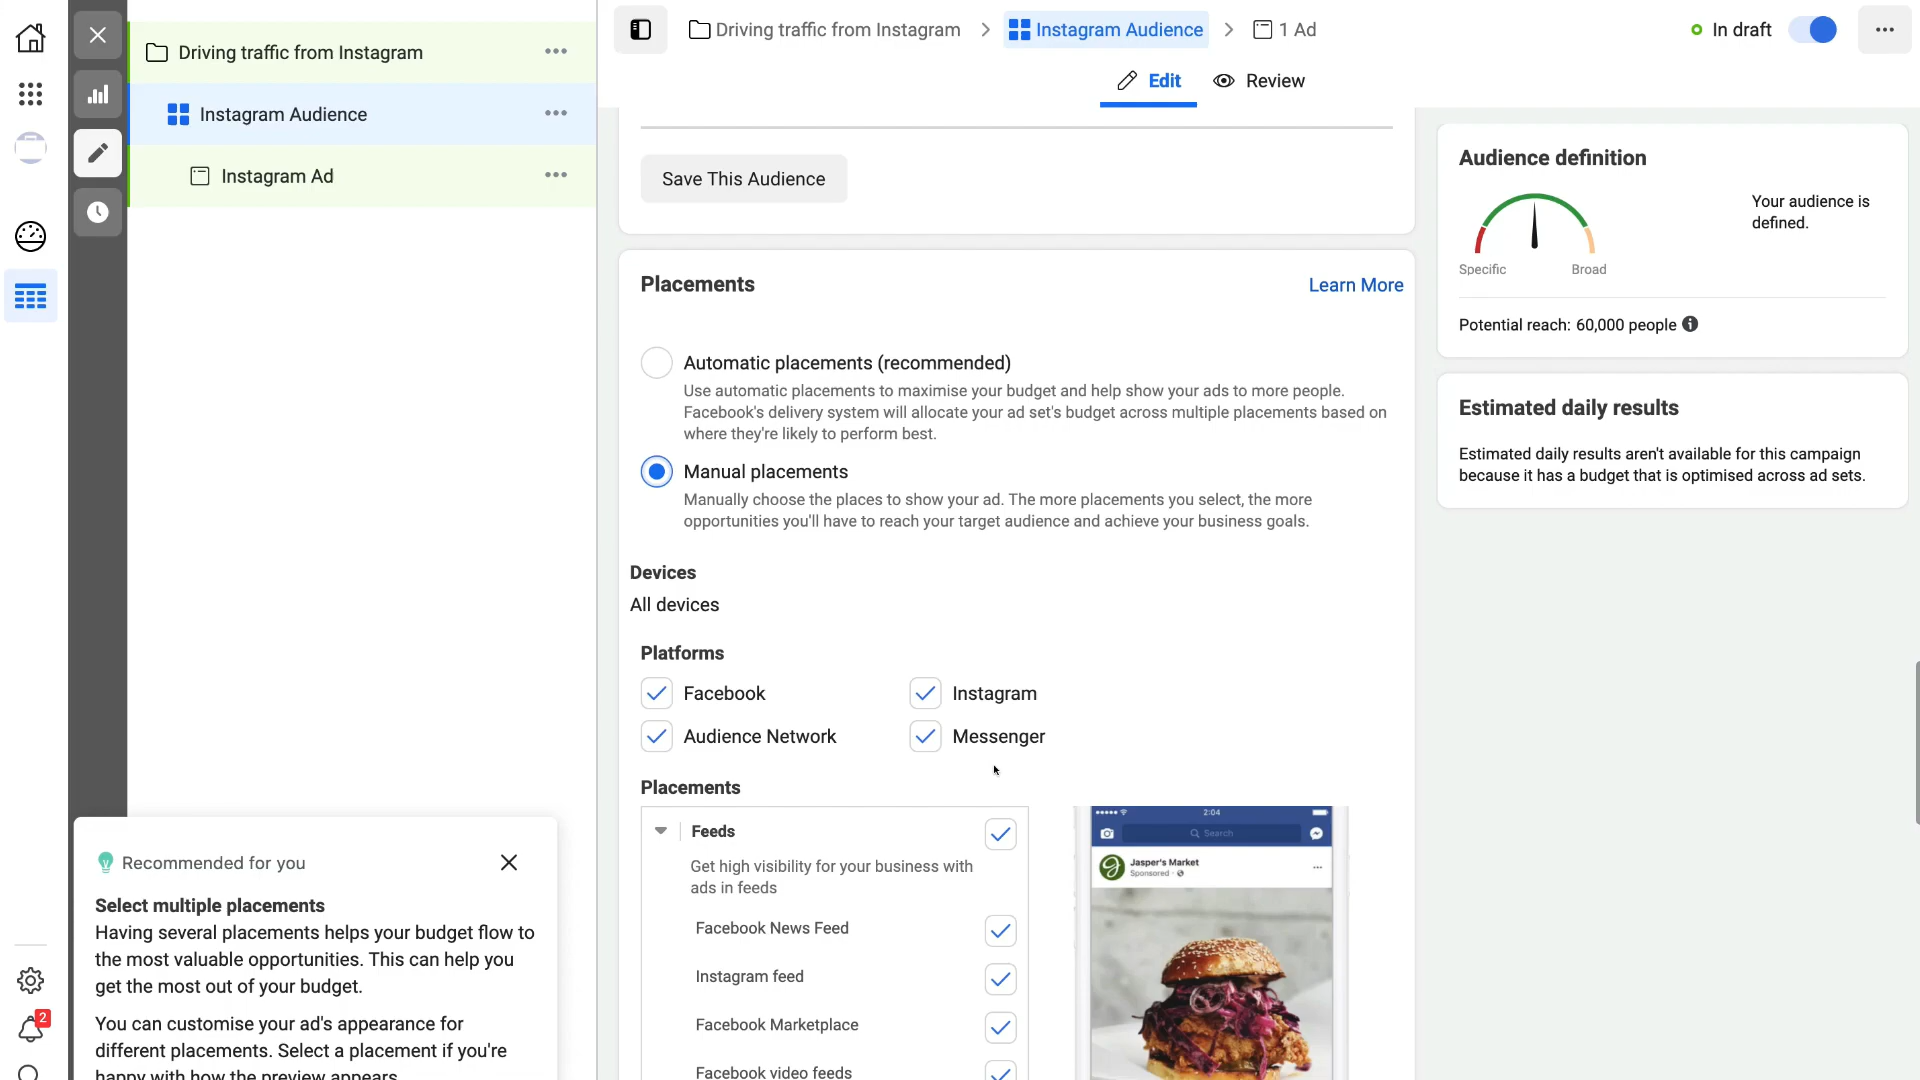 Driving traffic from Instagram
Instagram Audience
Instagram Ad
Driving traffic from Instagram
Instagram Audience
1 Ad
In draft
Edit
Review
Save This Audience
Placements
Learn More
Automatic placements (recommended)
Use automatic placements to maximise your budget and help show your ads to more people.
Facebook's delivery system will allocate your ad set's budget across multiple placements based on
where they're likely to perform best.
Manual placements
Manually choose the places to show your ad. The more placements you select, the more
opportunities you'll have to reach your target audience and achieve your business goals.
Devices
All devices
Platforms
Facebook
Instagram
Audience Network
Messenger
Placements
Feeds
Get high visibility for your business with
ads in feeds
Facebook News Feed
Instagram feed
Facebook Marketplace
Facebook video feeds
2:04
Search
Jasper's Market
Sponsored
Audience definition
Specific
Broad
Your audience is
defined.
Potential reach: 60,000 people
Estimated daily results
Estimated daily results aren't available for this campaign
because it has a budget that is optimised across ad sets.
Recommended for you
Select multiple placements
Having several placements helps your budget flow to
the most valuable opportunities. This can help you
get the most out of your budget.
You can customise your ad's appearance for
different placements. Select a placement if you're
happy with how the preview appears
2